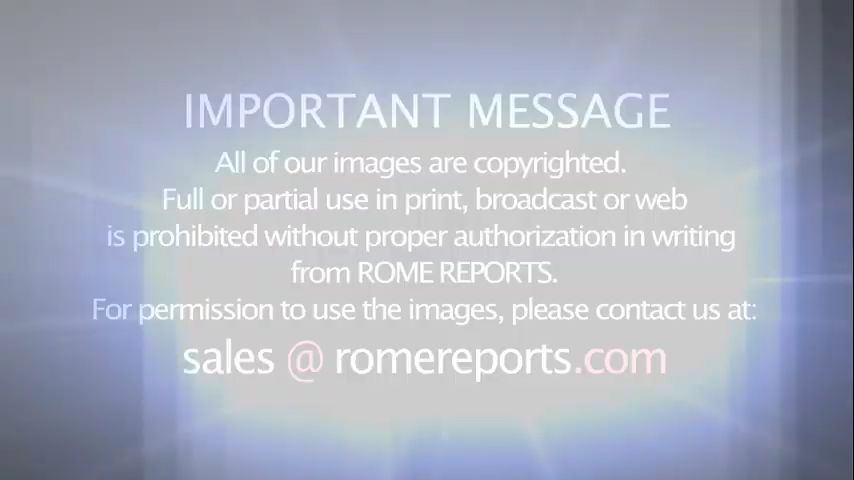 IMPORTANT MESSAGE
All of our images are copyrighted.
Full or partial use in print, broadcast or web
is prohibited without proper authorization in writing
from ROME REPORTS.
For permission to use the images, please contact us at:
sales @ romereports.com